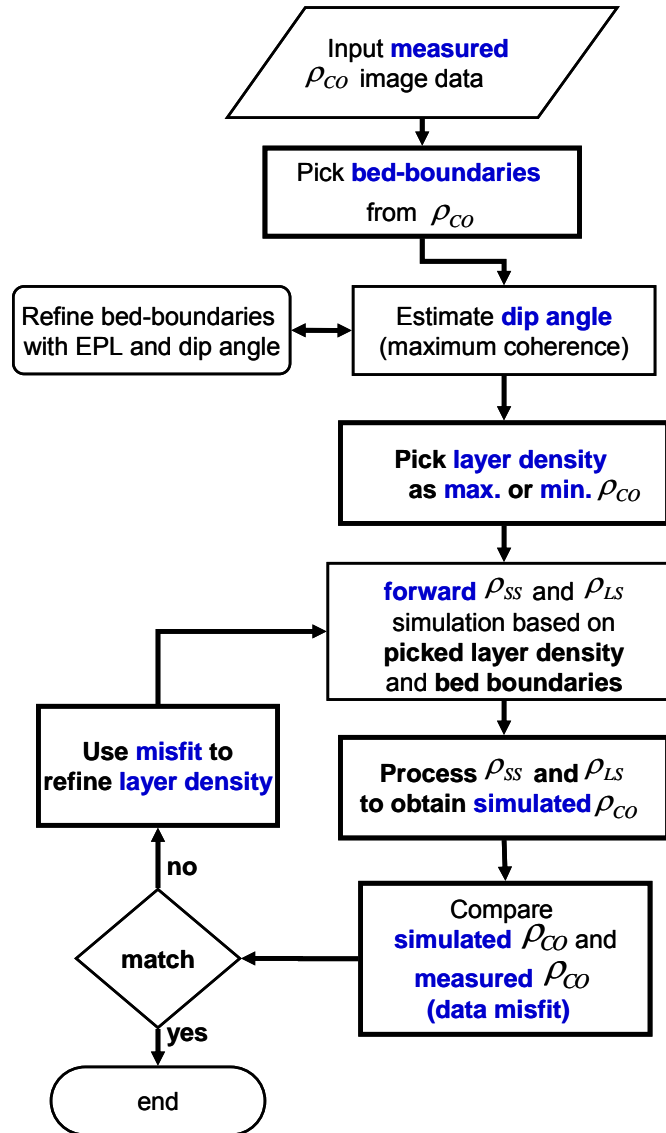 Input measured
ρCO image data
Pick bed-boundaries
from ρCO
Refine bed-boundaries
with EPL and dip angle
Estimate dip angle
(maximum coherence)
Pick layer density
as max. or min. ρCO
forward ρSS and ρLS
simulation based on
picked layer density
and bed boundaries
Use misfit to
refine layer density
Process ρSS and ρLS
to obtain simulated ρCO
no
Compare
simulated ρCO and
measured ρCO
(data misfit)
match
yes
end